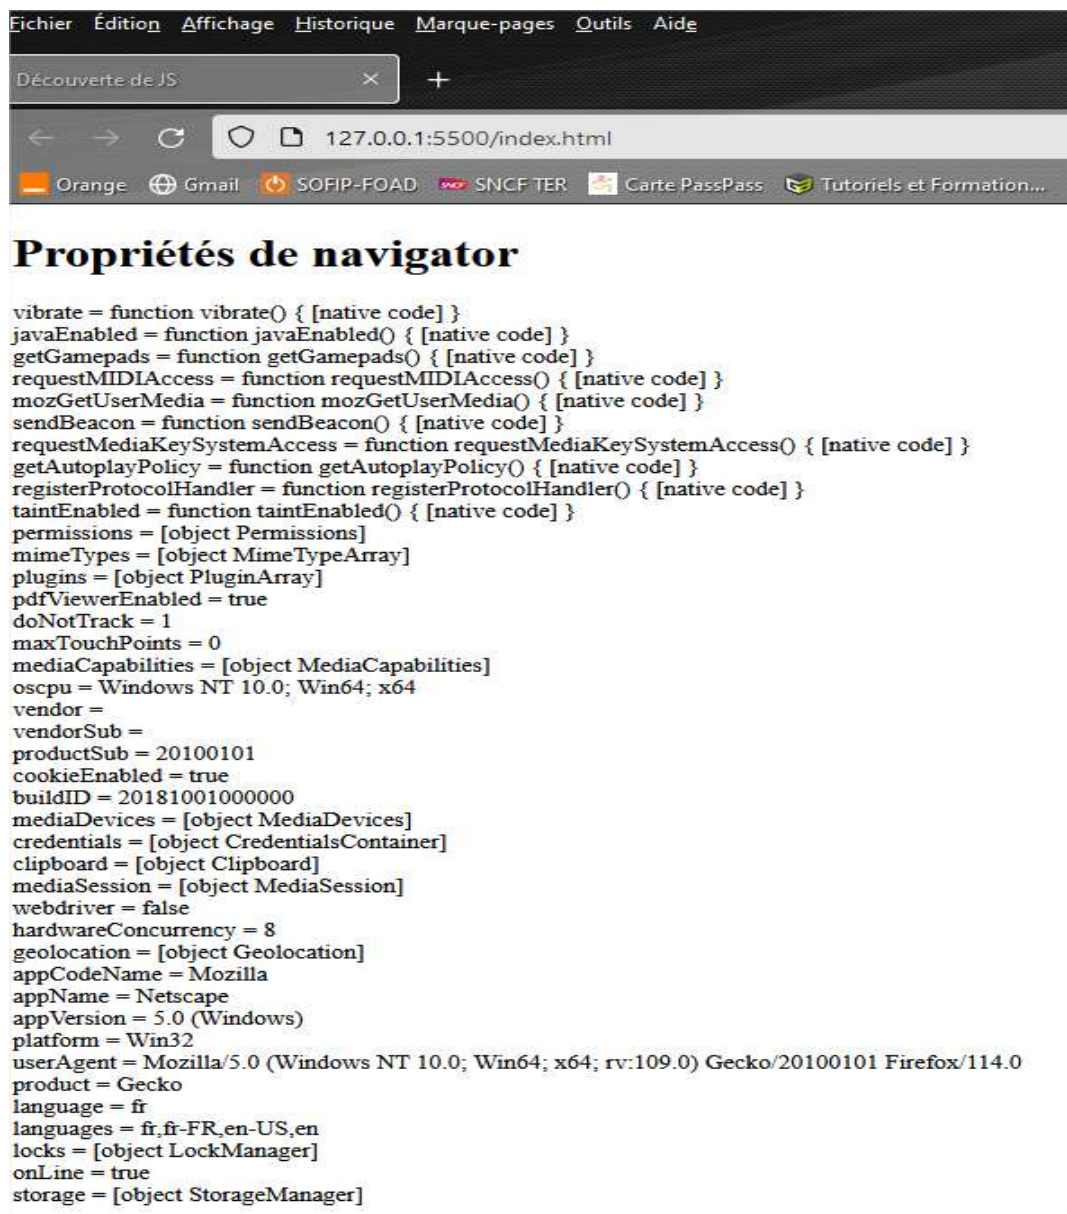 Fichier Édition Affichage Historique Marque-pages Outils Aide
Découverte de JS × +
127.0.0.1:5500/index.html
Orange Gmail SOFIP-FOAD SNCF SNCF TER Carte PassPass Tutoriels et Formation...
Propriétés de navigator
vibrate = function vibrate() { [native code] }
javaEnabled = function javaEnabled() { [native code] }
getGamepads = function getGamepads() { [native code] }
requestMIDIAccess = function requestMIDIAccess() { [native code] }
mozGetUserMedia = function mozGetUserMedia() { [native code] }
sendBeacon = function sendBeacon() { [native code] }
requestMediaKeySystemAccess = function requestMediaKeySystemAccess() { [native code] }
getAutoplayPolicy = function getAutoplayPolicy() { [native code] }
registerProtocolHandler = function registerProtocolHandler() { [native code] }
taintEnabled = function taintEnabled() { [native code] }
permissions = [object Permissions]
mimeTypes = [object MimeTypeArray]
plugins = [object PluginArray]
pdfViewerEnabled = true
doNotTrack = 1
maxTouchPoints = 0
mediaCapabilities = [object MediaCapabilities]
oscpu = Windows NT 10.0; Win64; x64
vendor =
vendorSub =
productSub = 20100101
cookieEnabled = true
buildID = 20181001000000
mediaDevices = [object MediaDevices]
credentials = [object CredentialsContainer]
clipboard = [object Clipboard]
mediaSession = [object MediaSession]
webdriver = false
hardwareConcurrency = 8
geolocation = [object Geolocation]
appCodeName = Mozilla
appName = Netscape
appVersion = 5.0 (Windows)
platform = Win32
userAgent = Mozilla/5.0 (Windows NT 10.0; Win64; x64; rv:109.0) Gecko/20100101 Firefox/114.0
product = Gecko
language = fr
languages = fr,fr-FR,en-US,en
locks = [object LockManager]
onLine = true
storage = [object StorageManager]